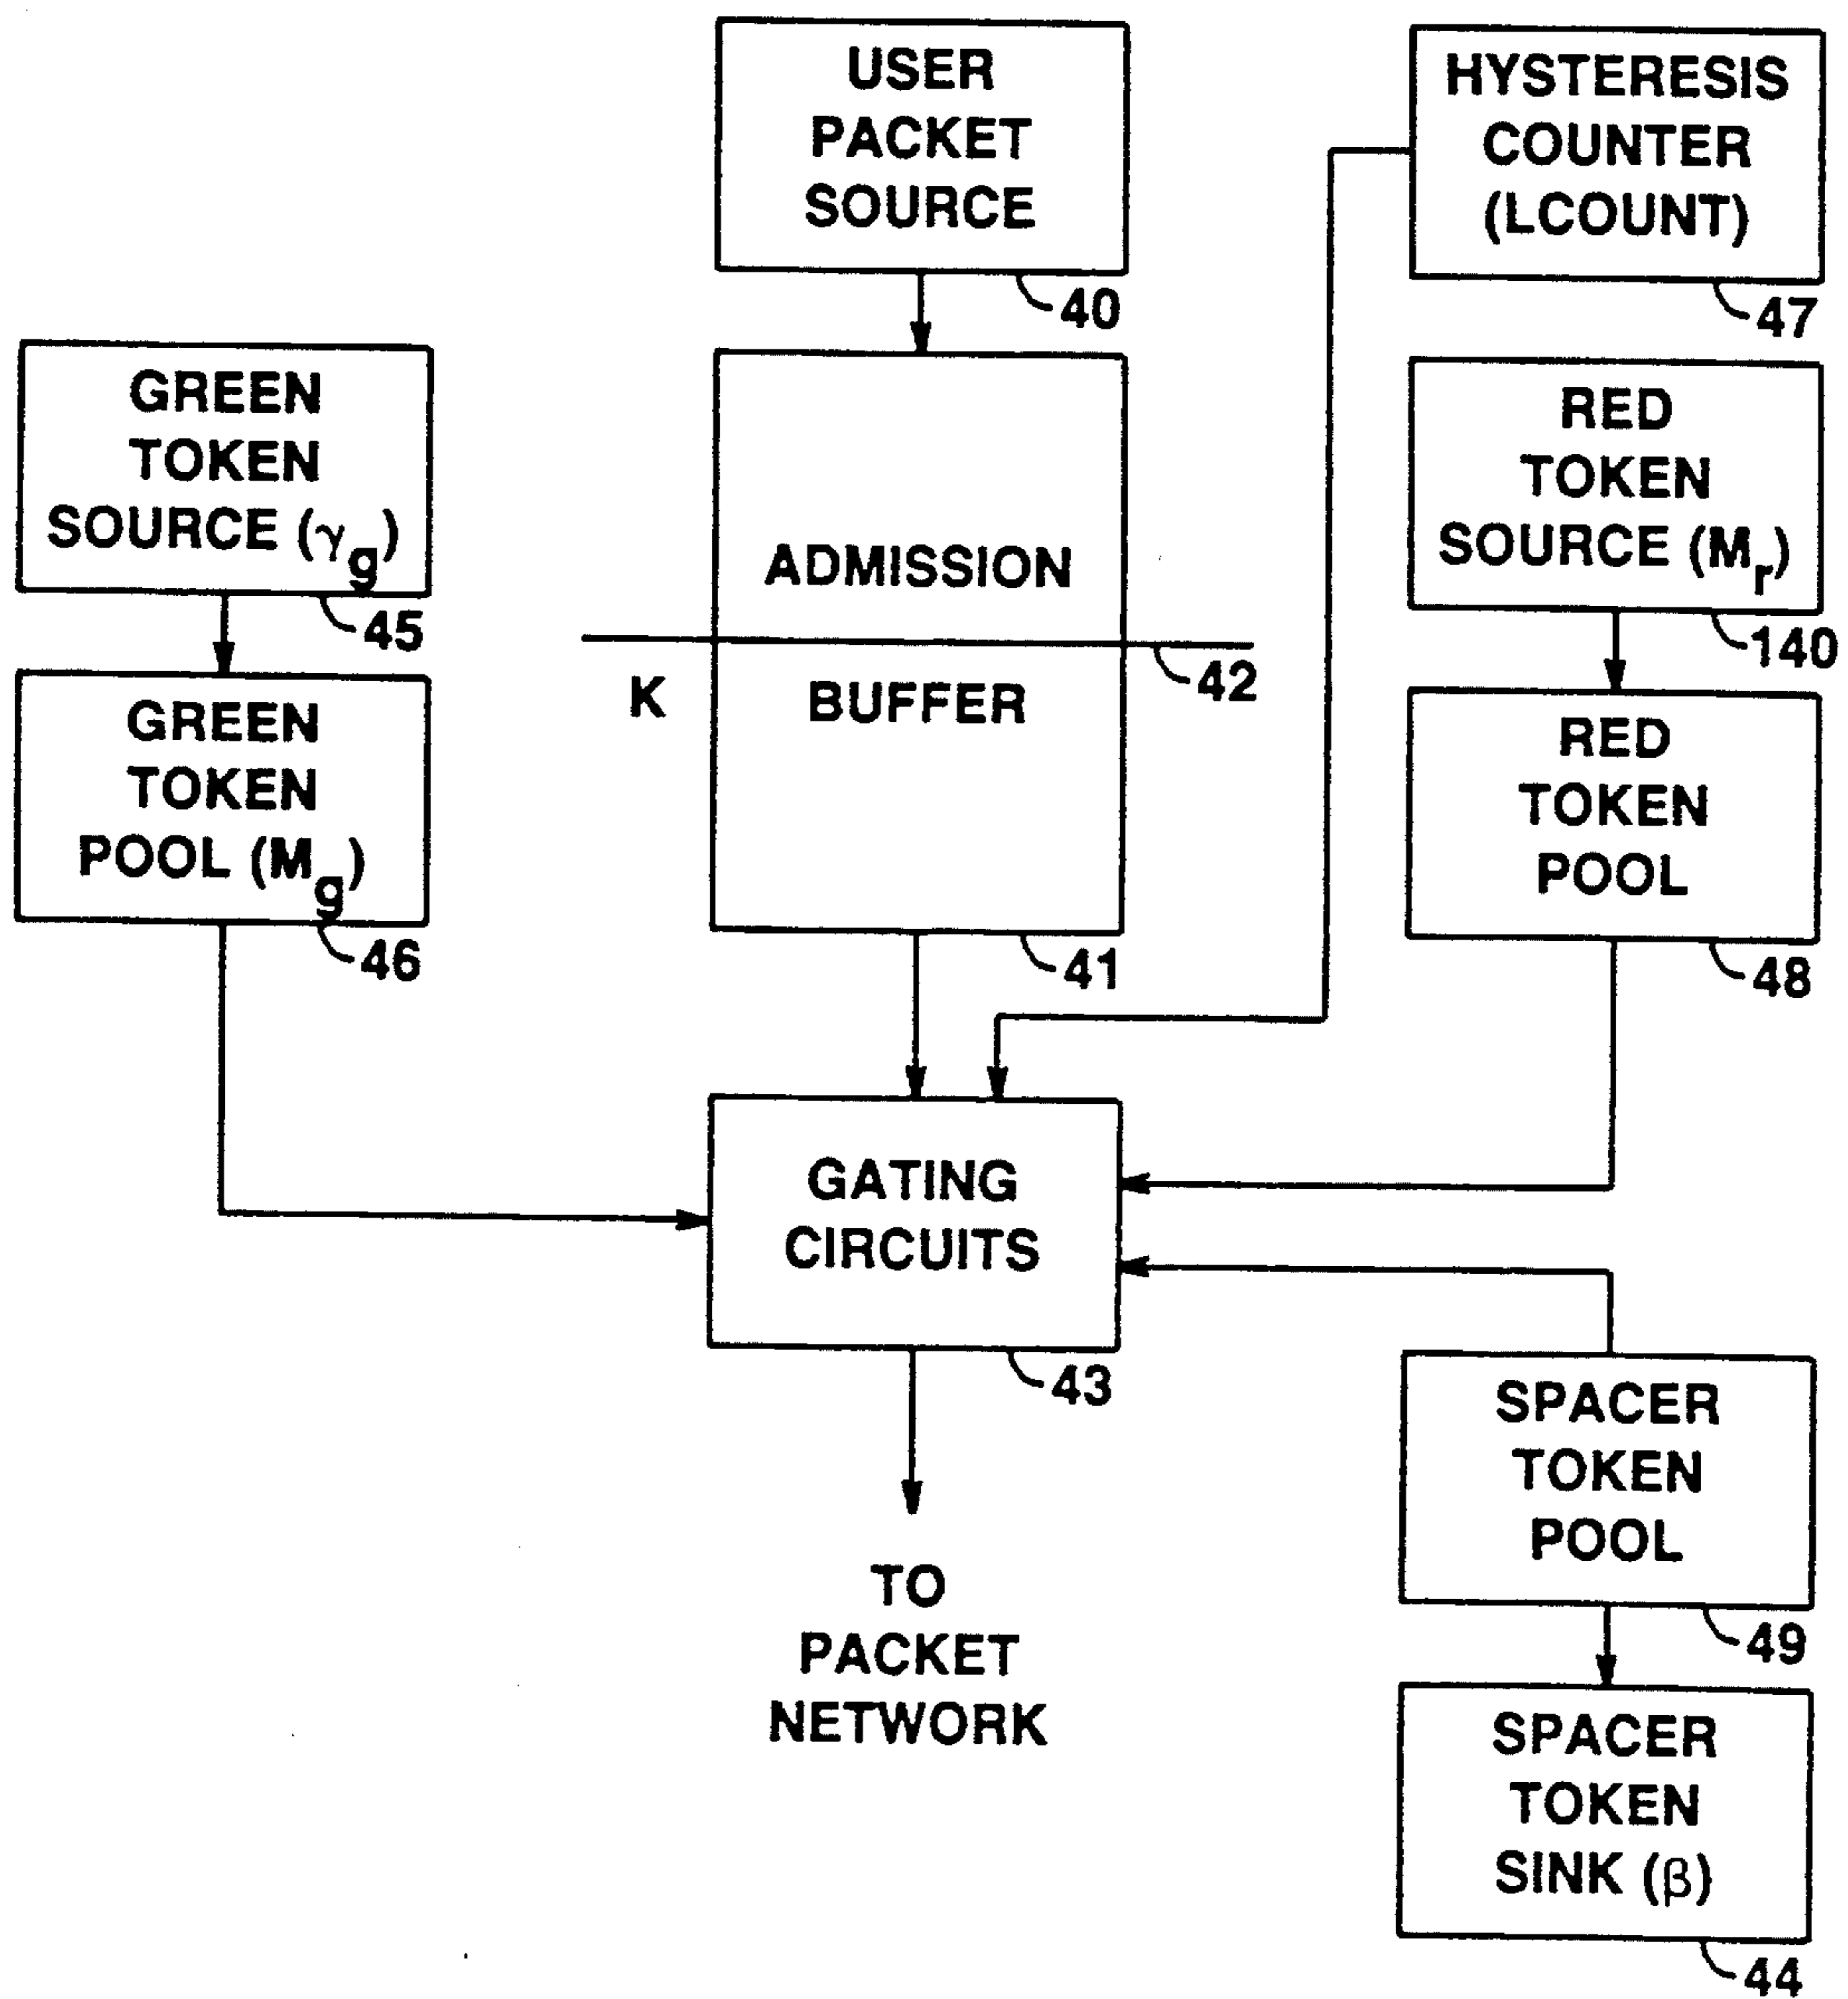 USER
PACKET
SOURCE
40
HYSTERESIS
COUNTER
(LCOUNT)
47
GREEN
TOKEN
SOURCE (γg)
45
ADMISSION
BUFFER
K
42
41
RED
TOKEN
SOURCE (Mr)
140
GREEN
TOKEN
POOL (Mg)
46
RED
TOKEN
POOL
48
GATING
CIRCUITS
43
SPACER
TOKEN
POOL
49
TO
PACKET
NETWORK
SPACER
TOKEN
SINK (β)
44